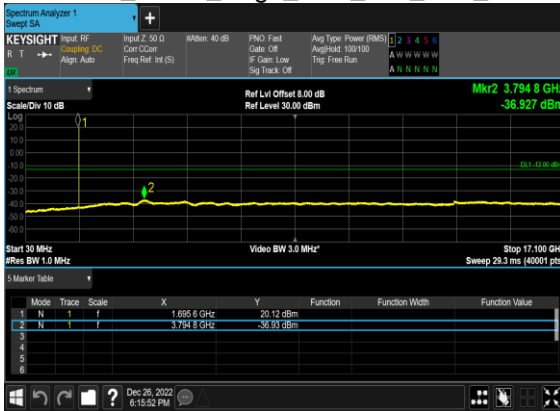 Spectrum Analyzer 1
Swept SA
+
KEYSIGHT Input: RF Input Z: 50 Ω #Atten: 40 dB PNO: Fast Avg Type: Power (RMS) 1 2 3 4 5 6
R T Coupling: DC Corr CCorr Gate: Off Avg|Hold: 100/100 A W W W W W
Align: Auto Freq Ref: Int (S) IF Gain: Low Trig: Free Run
Sig Track: Off A N N N N N
1 Spectrum Ref Lvl Offset 8.00 dB Mkr2 3.794 8 GHz
Scale/Div 10 dB Ref Level 30.00 dBm -36.927 dBm
Log
1
20.0
10.0
0.00
-10.0
DL1 -13.00 dBm
-20.0
-30.0
2
-40.0
-50.0
-60.0
Start 30 MHz Video BW 3.0 MHz* Stop 17.100 GH
#Res BW 1.0 MHz Sweep 29.3 ms (40001 pts
5 Marker Table
Mode Trace Scale X Y Function Function Width Function Value
1 N 1 f 1.695 6 GHz 20.12 dBm
2 N 1 f 3.794 8 GHz -36.93 dBm
3
4
5
6
? Dec 26, 2022
6:15:52 PM